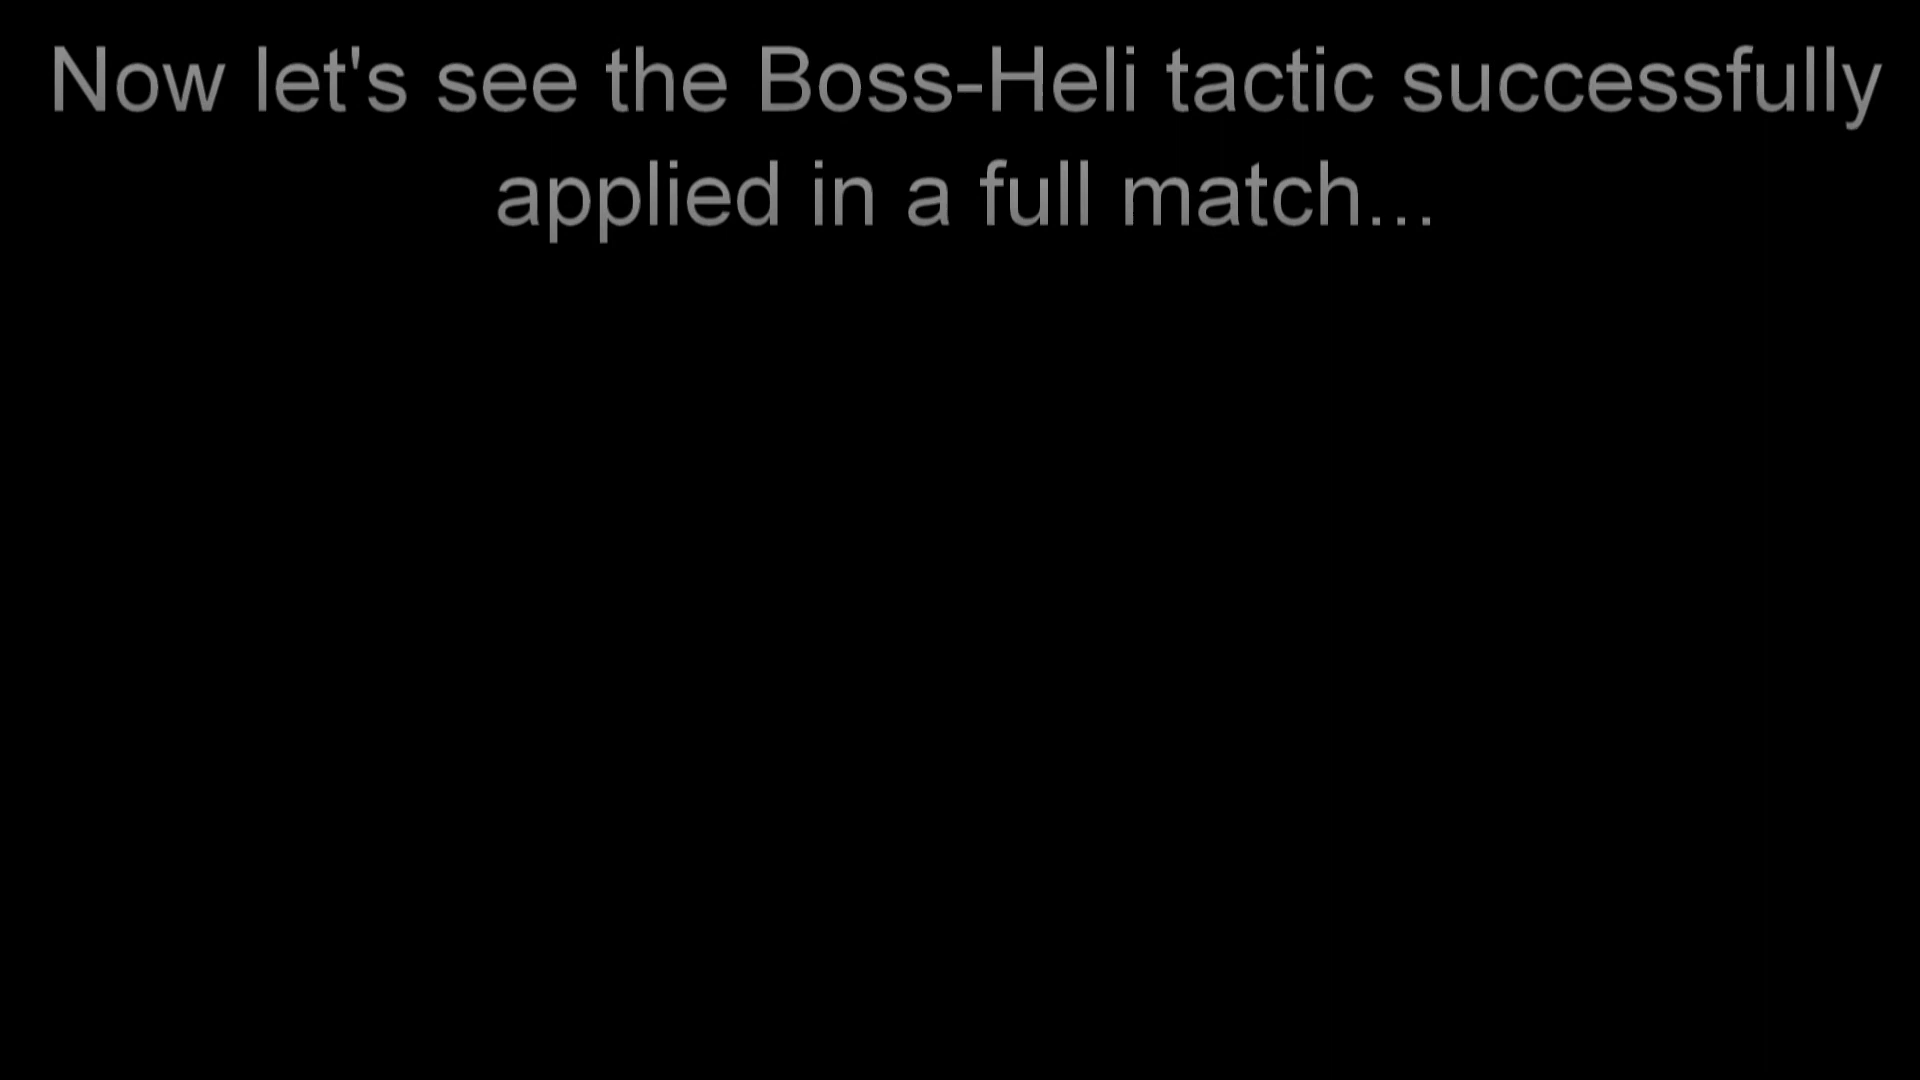 Now let's see the Boss-Heli tactic successfully
applied in a full match...